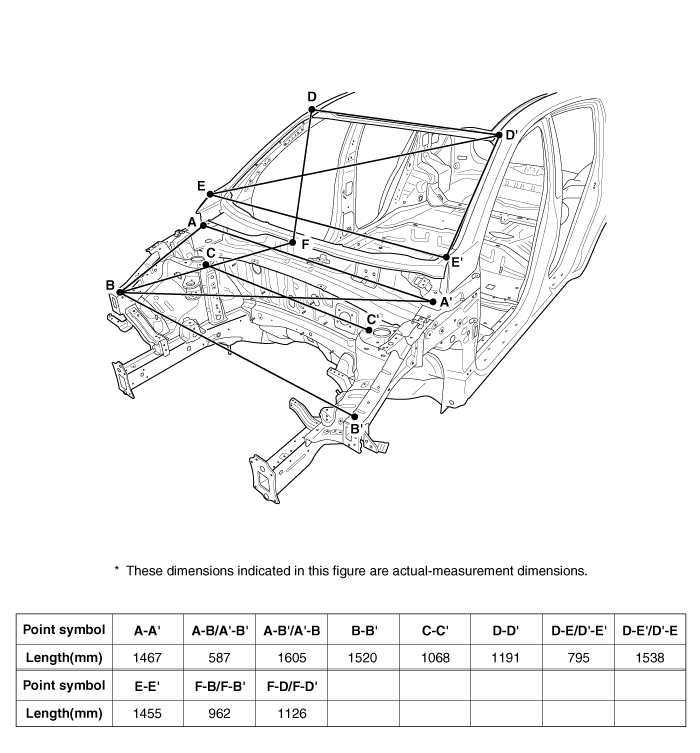 D
D'
E
A
F
C
E'
B
A'
C'
B'
* These dimensions indicated in this figure are actual-measurement dimensions.
Point symbol A-A' A-B/A'-B' A-B'/A'-B B-B' C-C' D-D' D-E/D'-E' D-E'/D'-E
Length(mm) 1467 587 1605 1520 1068 1191 795 1538
Point symbol E-E' F-B/F-B' F-D/F-D'
Length(mm) 1455 962 1126